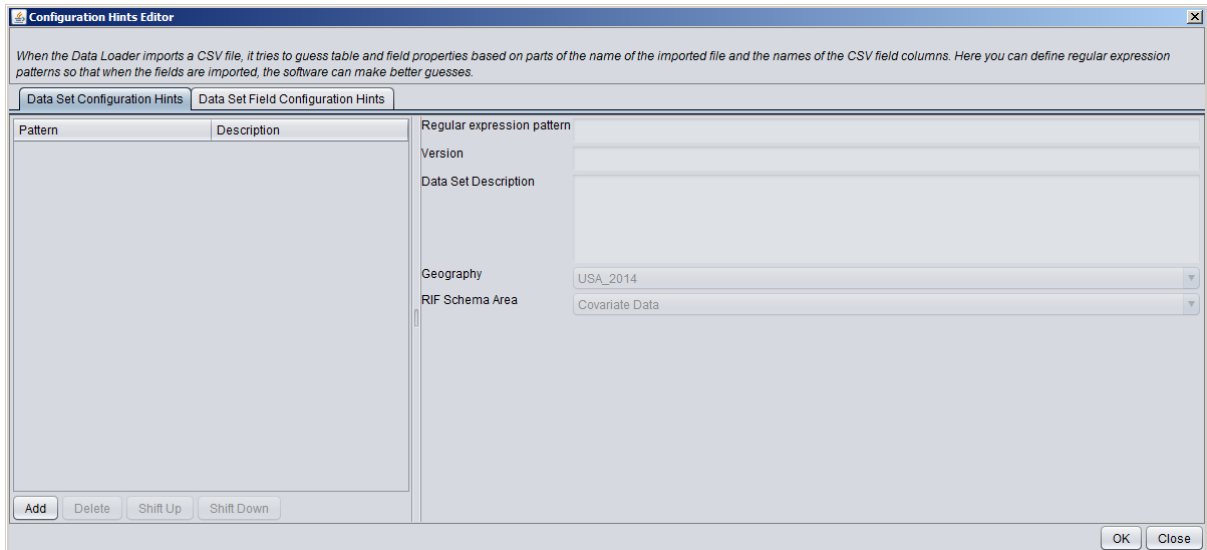 Configuration Hints Editor
When the Data Loader imports a CSV file, it tries to guess table and field properties based on parts of the name of the imported file and the names of the CSV field columns. Here you can define regular expression
patterns so that when the fields are imported, the software can make better guesses.
Data Set Configuration Hints Data Set Field Configuration Hints
Pattern Description
Regular expression pattern
Version
Data Set Description
Geography USA_2014
RIF Schema Area Covariate Data
Add Delete Shift Up Shift Down
OK Close